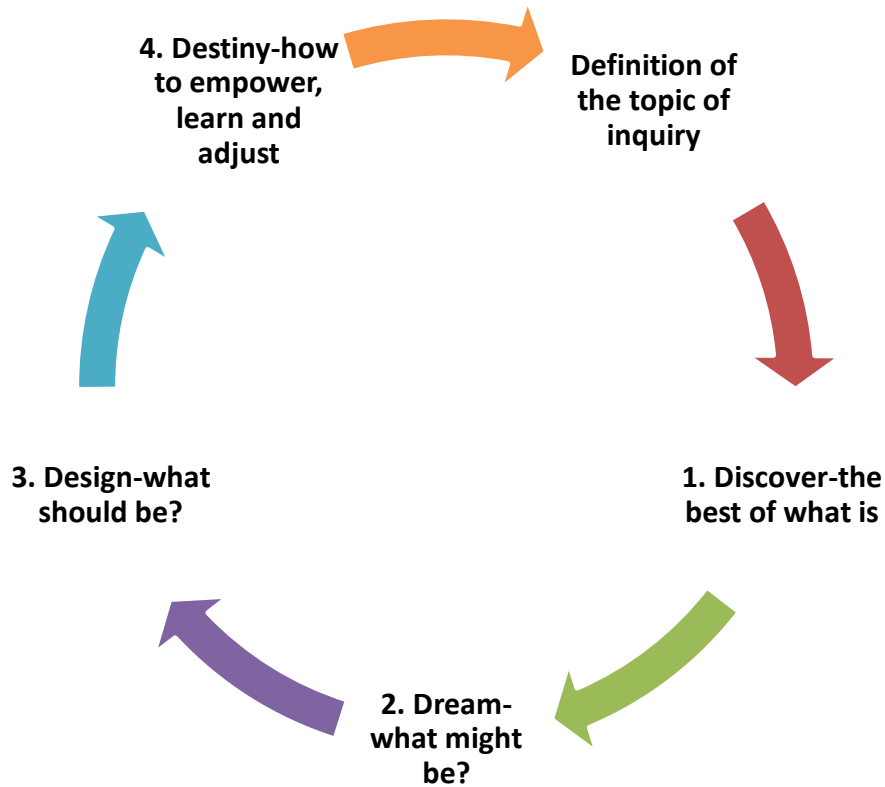 Definition of
the topic of
inquiry
1. Discover-the
best of what is
2. Dream-
what might
be?
3. Design-what
should be?
4. Destiny-how
to empower,
learn and
adjust